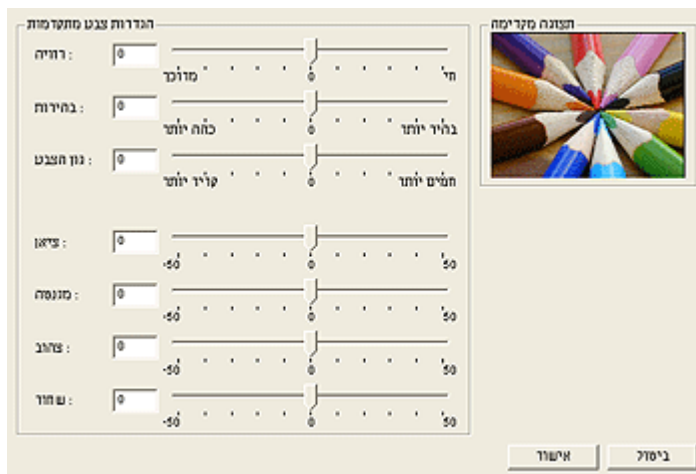 הגדרות צבע מתקדמות
רוויה :
0
מרוכך 0 חי
בהירות :
0
כהה יותר 0 בהיר יותר
גוון הצבע :
0
קריר יותר 0 חמים יותר
ציאן :
0
-50 0 50
מגנטה :
0
-50 0 50
צהוב :
0
-50 0 50
שחור :
0
-50 0 50
תצוגה מקדימה
אישור
ביטול